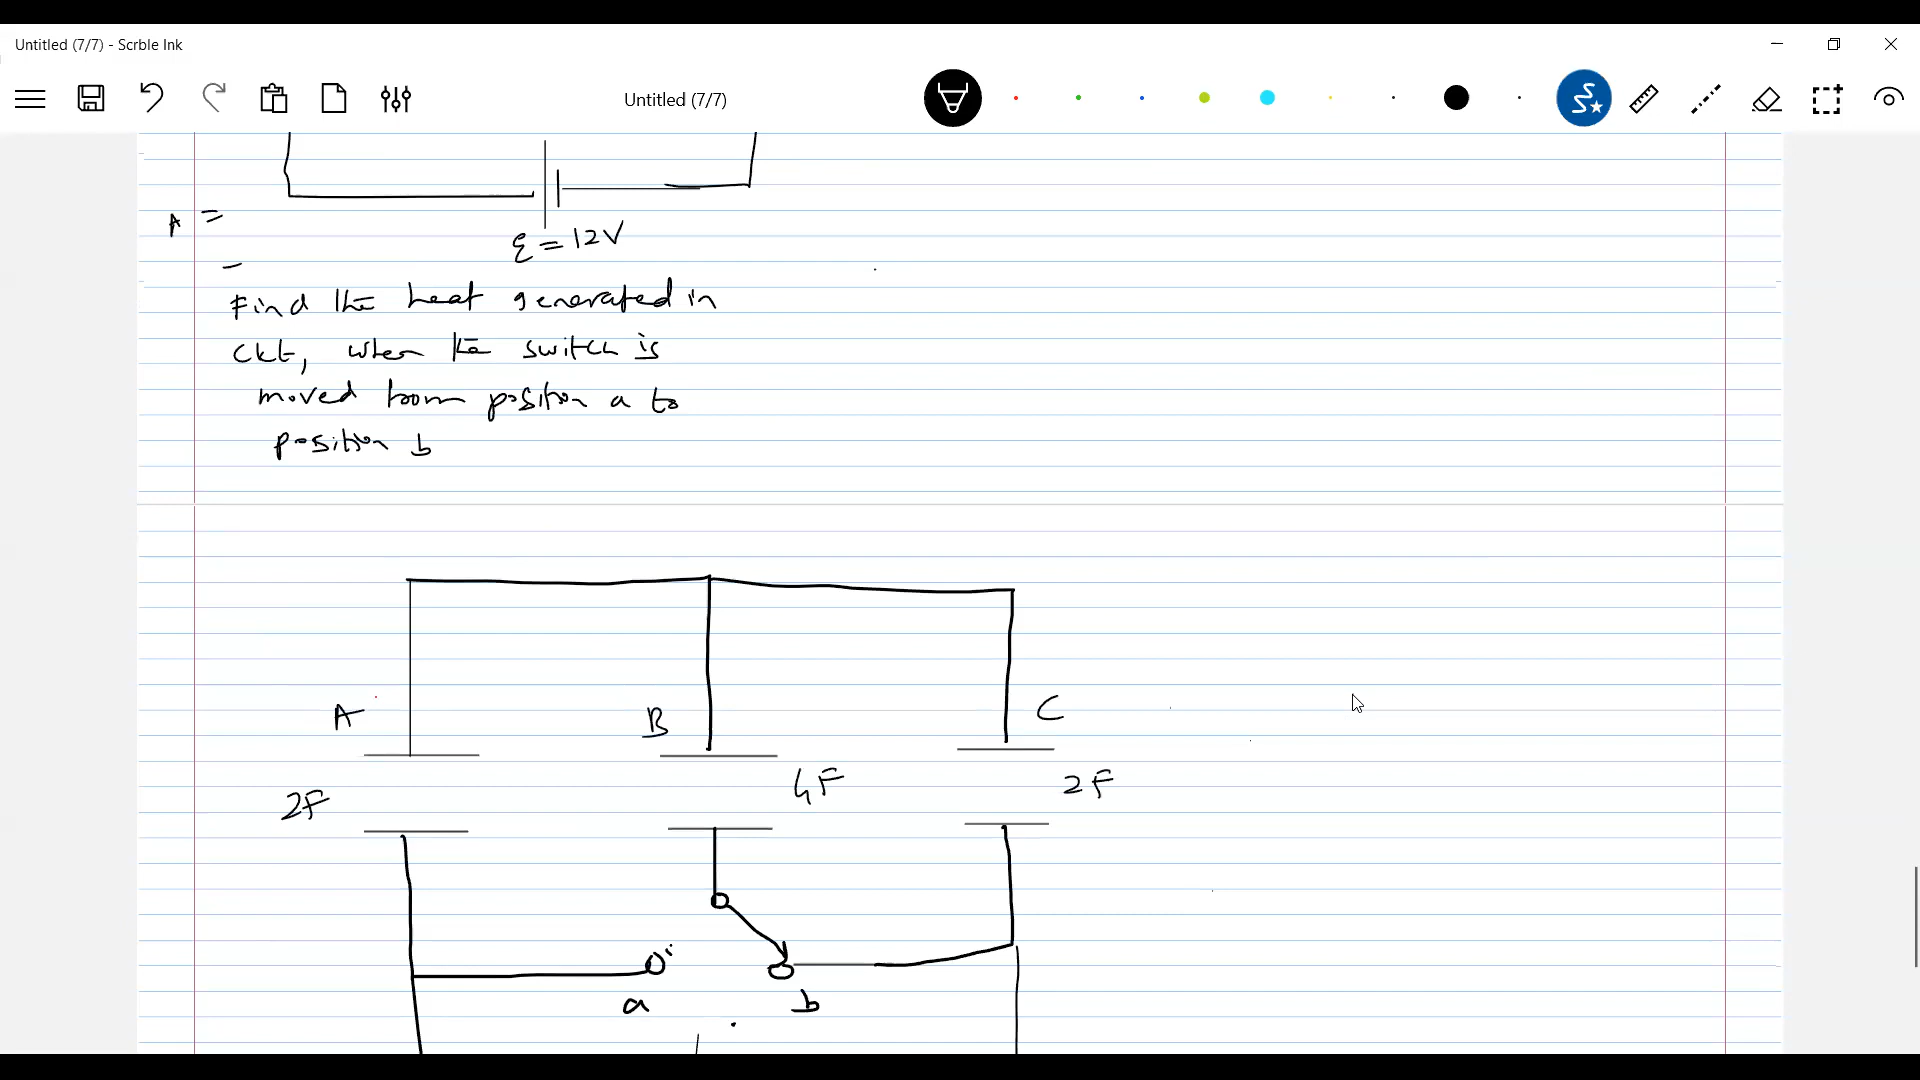 Untitled (7/7) - Scrble Ink
Untitled (7/7)
A =
ε = 12V
Find the heat generated in
ckt, when the switch is
moved from position a to
position b
A
B
C
2F
4F
2F
a
b